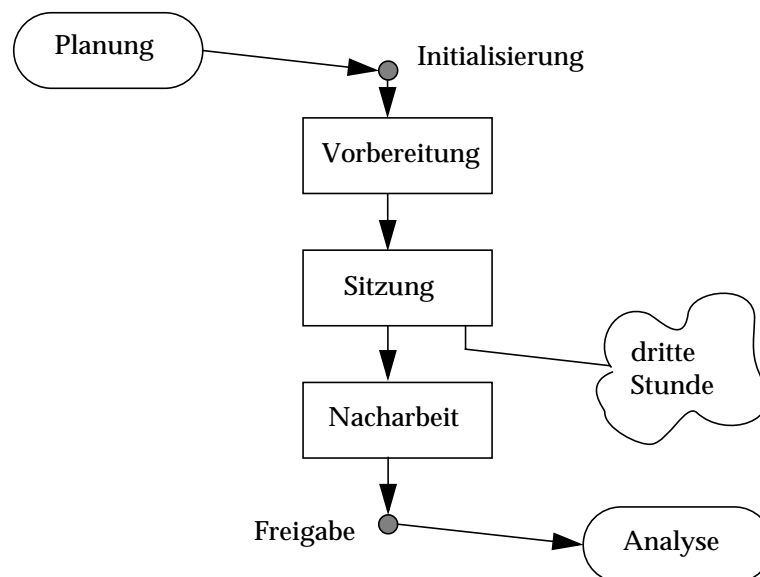 Planung
Initialisierung
Vorbereitung
Sitzung
dritte
Stunde
Nacharbeit
Freigabe
Analyse